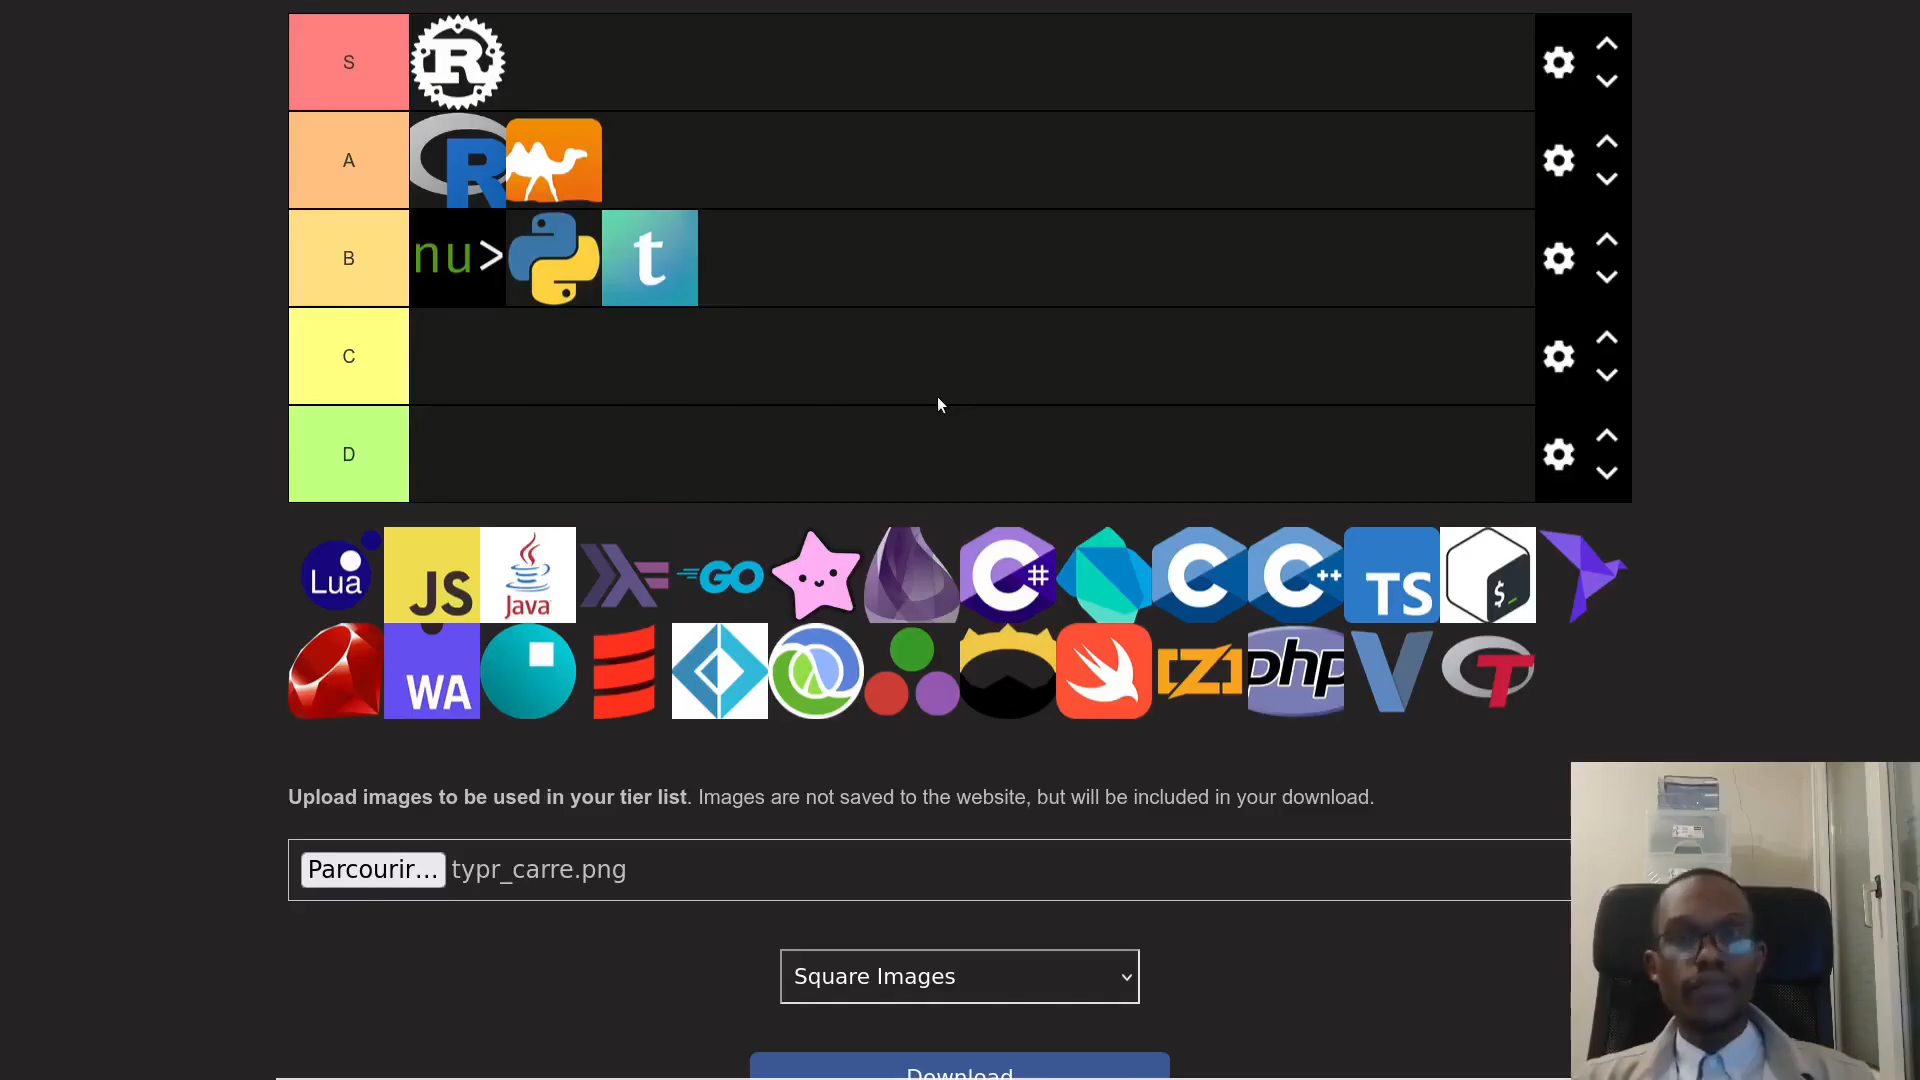 S
R
A
R
B
nu>
t
C
D
Lua
JS
Java
GO
C#
C
C++
TS
$_
WA
php
V
T
Upload images to be used in your tier list. Images are not saved to the website, but will be included in your download.
Parcourir... typr_carre.png
Square Images
Download